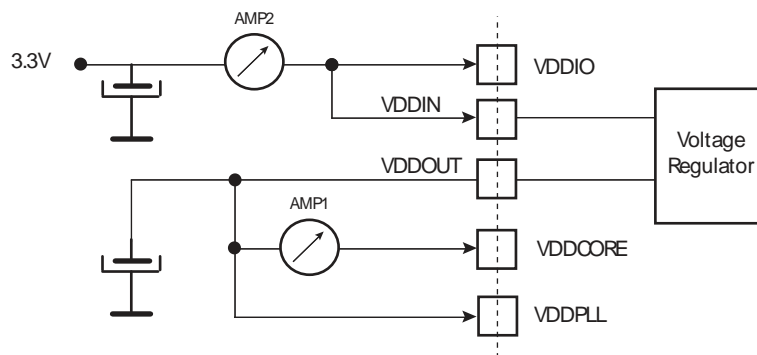 AMP2
3.3V
VDDIO
VDDIN
Voltage
Regulator
VDDOUT
AMP1
VDDCORE
VDDPLL